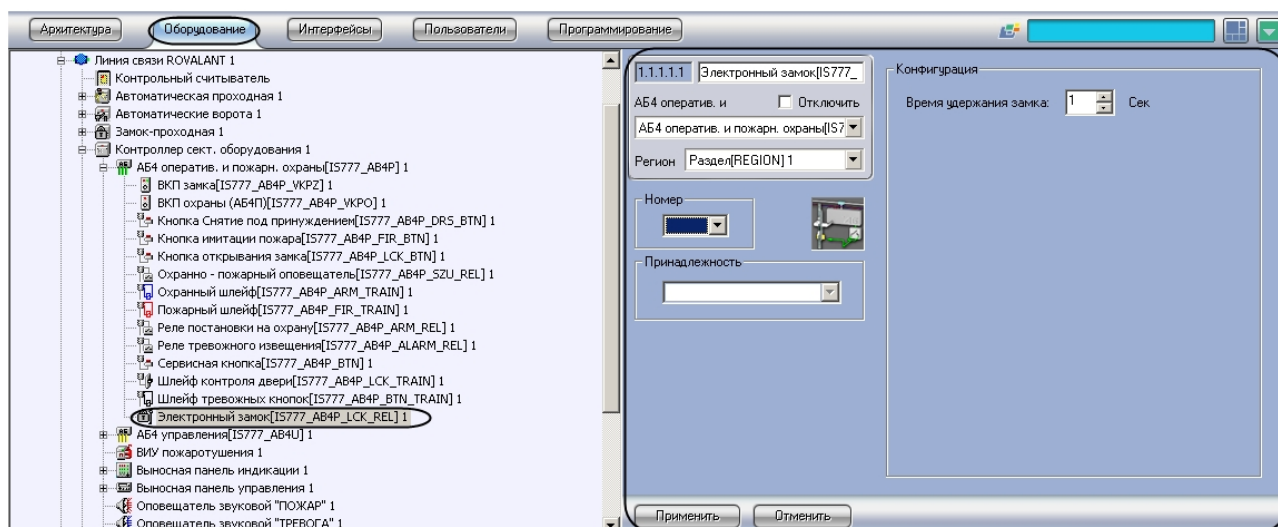 Архитектура
Оборудование
Интерфейсы
Пользователи
Программирование
Линия связи ROVALANT 1
Контрольный считыватель
Автоматическая проходная 1
Автоматические ворота 1
Замок-проходная 1
Контроллер сект. оборудования 1
АБ4 оператив. и пожарн. охраны[IS777_AB4P] 1
ВКП замка[IS777_AB4P_VKPZ] 1
ВКП охраны (АБ4П)[IS777_AB4P_VKPO] 1
Кнопка Снятие под принуждением[IS777_AB4P_DRS_BTN] 1
Кнопка имитации пожара[IS777_AB4P_FIR_BTN] 1
Кнопка открывания замка[IS777_AB4P_LCK_BTN] 1
Охранно - пожарный оповещатель[IS777_AB4P_SZU_REL] 1
Охранный шлейф[IS777_AB4P_ARM_TRAIN] 1
Пожарный шлейф[IS777_AB4P_FIR_TRAIN] 1
Реле постановки на охрану[IS777_AB4P_ARM_REL] 1
Реле тревожного извещения[IS777_AB4P_ALARM_REL] 1
Сервисная кнопка[IS777_AB4P_BTN] 1
Шлейф контроля двери[IS777_AB4P_LCK_TRAIN] 1
Шлейф тревожных кнопок[IS777_AB4P_BTN_TRAIN] 1
Электронный замок[IS777_AB4P_LCK_REL] 1
АБ4 управления[IS777_AB4U] 1
ВИУ пожаротушения 1
Выносная панель индикации 1
Выносная панель управления 1
Оповещатель звуковой "ПОЖАР" 1
Оповещатель звуковой "ТРЕВОГА" 1
1.1.1.1.1 Электронный замок[IS777_
АБ4 оператив. и Отключить
АБ4 оператив. и пожарн. охраны[IS7
Регион Раздел[REGION] 1
Номер
Принадлежность
Конфигурация
Время удержания замка: 1 Сек
Применить
Отменить